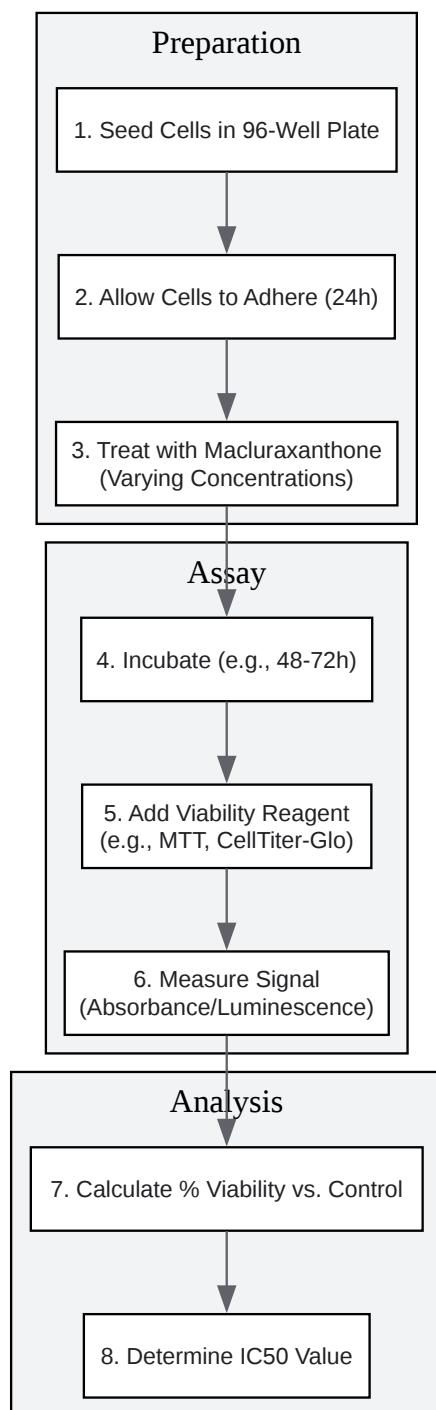 Preparation
1. Seed Cells in 96-Well Plate
2. Allow Cells to Adhere (24h)
3. Treat with Macluraxanthone
(Varying Concentrations)
Assay
4. Incubate (e.g., 48-72h)
5. Add Viability Reagent
(e.g., MTT, CellTiter-Glo)
6. Measure Signal
(Absorbance/Luminescence)
Analysis
7. Calculate % Viability vs. Control
8. Determine IC50 Value